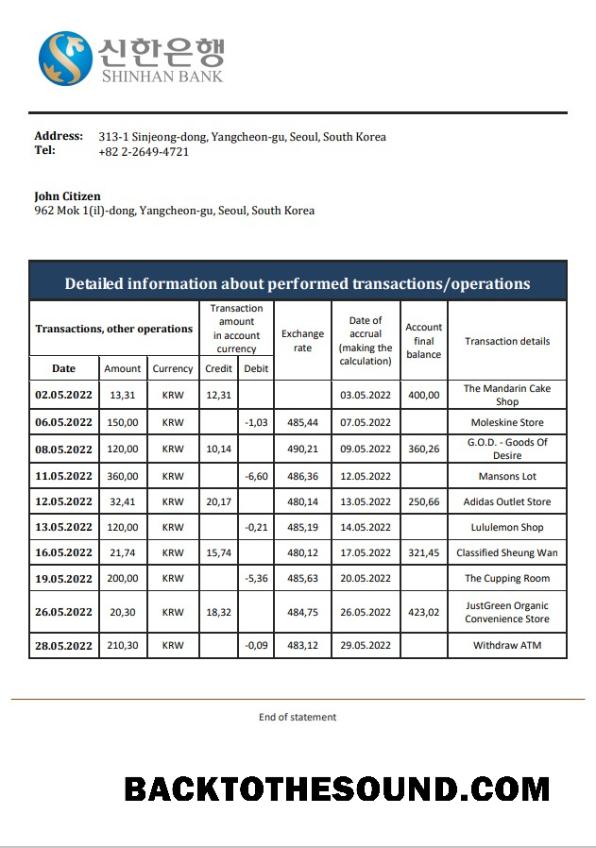 신한은행
SHINHAN BANK
Address: 313-1 Sinjeong-dong, Yangcheon-gu, Seoul, South Korea
Tel: +82 2-2649-4721
John Citizen
962 Mok 1(il)-dong, Yangcheon-gu, Seoul, South Korea
Detailed information about performed transactions/operations
Transactions, other operations
Transaction
amount
in account
currency
Exchange
rate
Date of
accrual
(making the
calculation)
Account
final
balance
Transaction details
Date Amount Currency Credit Debit
02.05.2022 13,31 KRW 12,31 03.05.2022 400,00 The Mandarin Cake
Shop
06.05.2022 150,00 KRW -1,03 485,44 07.05.2022 Moleskine Store
08.05.2022 120,00 KRW 10,14 490,21 09.05.2022 360,26 G.O.D. - Goods Of
Desire
11.05.2022 360,00 KRW -6,60 486,36 12.05.2022 Mansons Lot
12.05.2022 32,41 KRW 20,17 480,14 13.05.2022 250,66 Adidas Outlet Store
13.05.2022 120,00 KRW -0,21 485,19 14.05.2022 Lululemon Shop
16.05.2022 21,74 KRW 15,74 480,12 17.05.2022 321,45 Classified Sheung Wan
19.05.2022 200,00 KRW -5,36 485,63 20.05.2022 The Cupping Room
26.05.2022 20,30 KRW 18,32 484,75 26.05.2022 423,02 JustGreen Organic
Convenience Store
28.05.2022 210,30 KRW -0,09 483,12 29.05.2022 Withdraw ATM
End of statement
BACKTOTHESOUND.COM